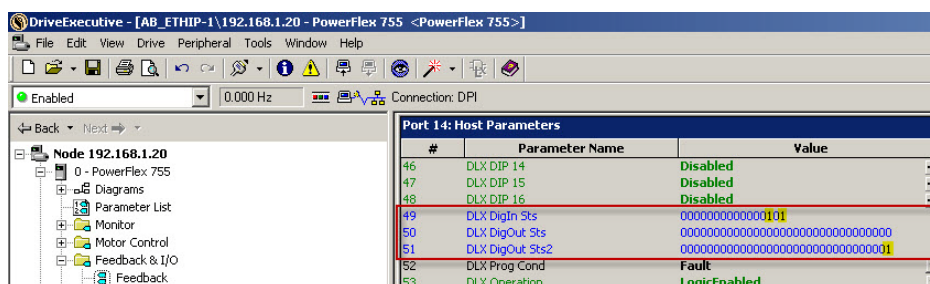 DriveExecutive - [AB_ETHIP-1\192.168.1.20 - PowerFlex 755 <PowerFlex 755>]
File Edit View Drive Peripheral Tools Window Help
Enabled 0.000 Hz Connection: DPI
Back Next
Node 192.168.1.20
0 - PowerFlex 755
Diagrams
Parameter List
Monitor
Motor Control
Feedback & I/O
Feedback
Port 14: Host Parameters
# Parameter Name Value
46 DLX DIP 14 Disabled
47 DLX DIP 15 Disabled
48 DLX DIP 16 Disabled
49 DLX DigIn Sts 0000000000000101
50 DLX DigOut Sts 00000000000000000000000000000000
51 DLX DigOut Sts2 00000000000000000000000000000001
52 DLX Prog Cond Fault
53 DLX Operation LogicEnabled